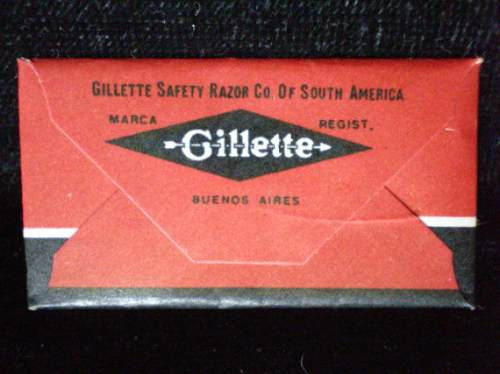 GILLETTE SAFETY RAZOR CO. OF SOUTH AMERICA
MARCA REGIST.
Gillette
BUENOS AIRES